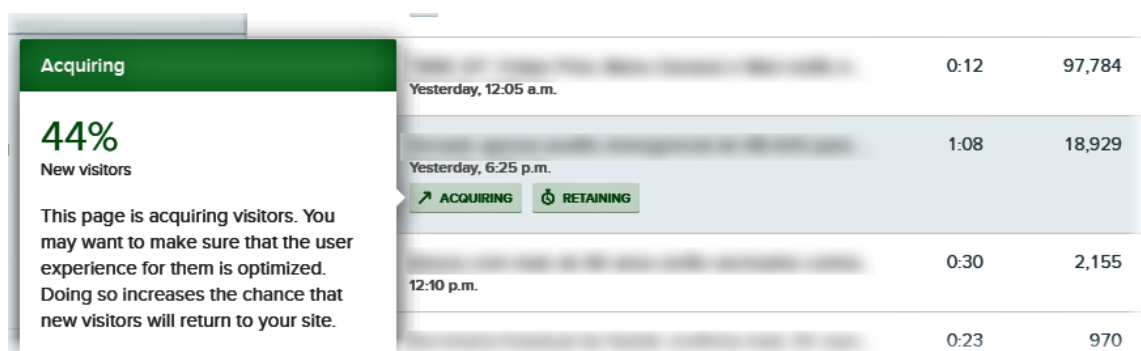 Acquiring
44%
New visitors
This page is acquiring visitors. You
may want to make sure that the user
experience for them is optimized.
Doing so increases the chance that
new visitors will return to your site.
0:12 97,784
Yesterday, 12:05 a.m.
1:08 18,929
Yesterday, 6:25 p.m.
ACQUIRING RETAINING
0:30 2,155
12:10 p.m.
0:23 970